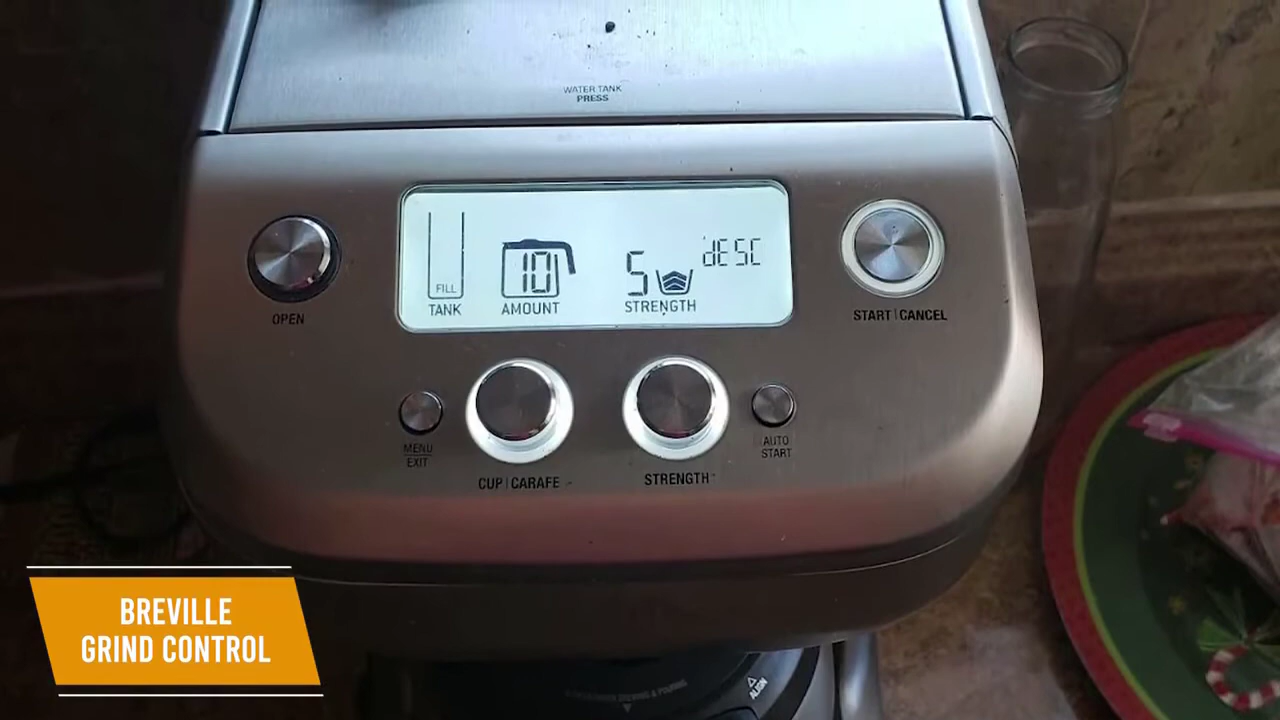 WATER TANK
PRESS
FILL
TANK
10
AMOUNT
5
STRENGTH
dESC
OPEN
START | CANCEL
MENU
EXIT
CUP | CARAFE
STRENGTH
AUTO
START
BREVILLE
GRIND CONTROL
ALIGN